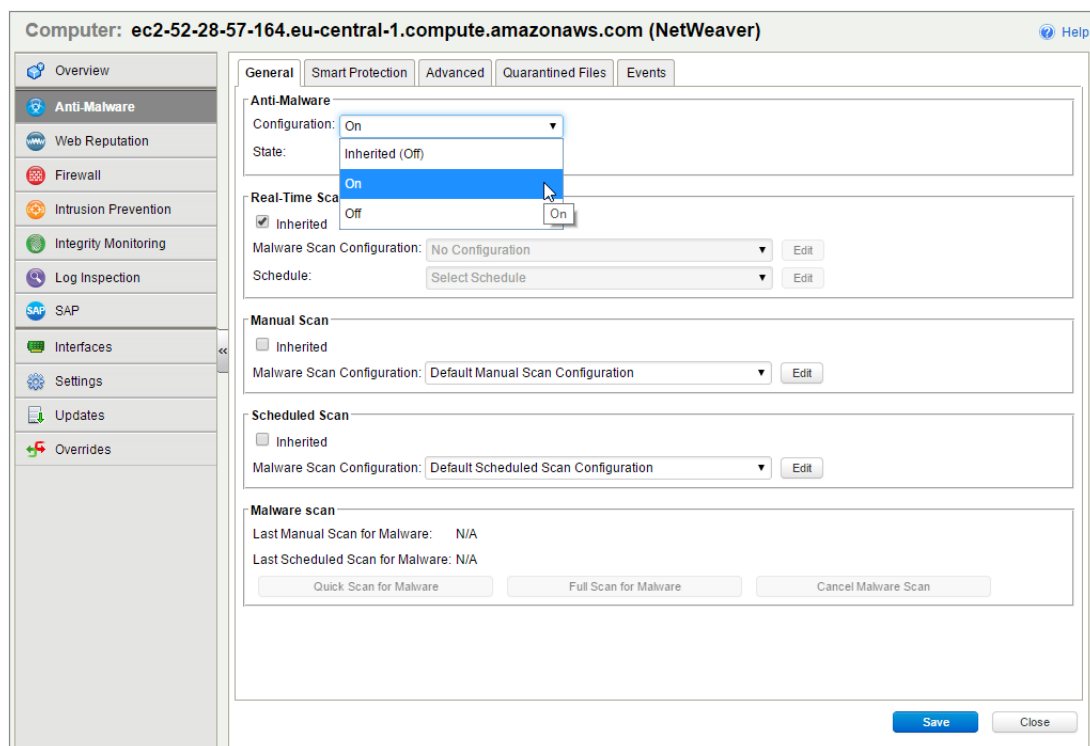 Computer: ec2-52-28-57-164.eu-central-1.compute.amazonaws.com (NetWeaver)
Help
Overview
Anti-Malware
Web Reputation
Firewall
Intrusion Prevention
Integrity Monitoring
Log Inspection
SAP SAP
Interfaces
Settings
Updates
Overrides
«
General Smart Protection Advanced Quarantined Files Events
Anti-Malware
Configuration: On
State:
Inherited (Off)
On
Off
On
Real-Time Sca
Inherited
Malware Scan Configuration: No Configuration Edit
Schedule: Select Schedule Edit
Manual Scan
Inherited
Malware Scan Configuration: Default Manual Scan Configuration Edit
Scheduled Scan
Inherited
Malware Scan Configuration: Default Scheduled Scan Configuration Edit
Malware scan
Last Manual Scan for Malware: N/A
Last Scheduled Scan for Malware: N/A
Quick Scan for Malware Full Scan for Malware Cancel Malware Scan
Save Close